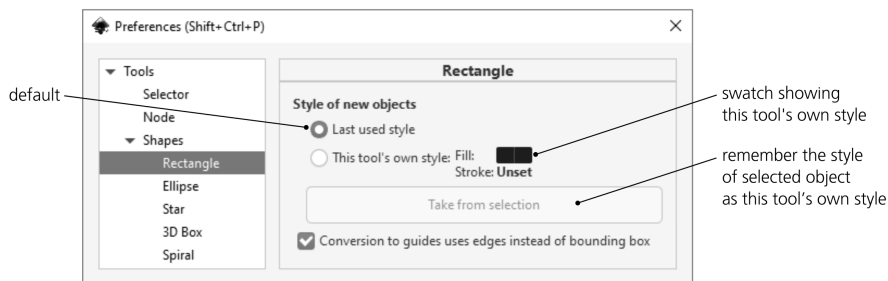 Preferences (Shift+Ctrl+P)
Tools
Selector
Node
Shapes
Rectangle
Ellipse
Star
3D Box
Spiral
Rectangle
Style of new objects
Last used style
This tool's own style: Fill:
Stroke: Unset
Take from selection
Conversion to guides uses edges instead of bounding box
default
swatch showing
this tool's own style
remember the style
of selected object
as this tool’s own style